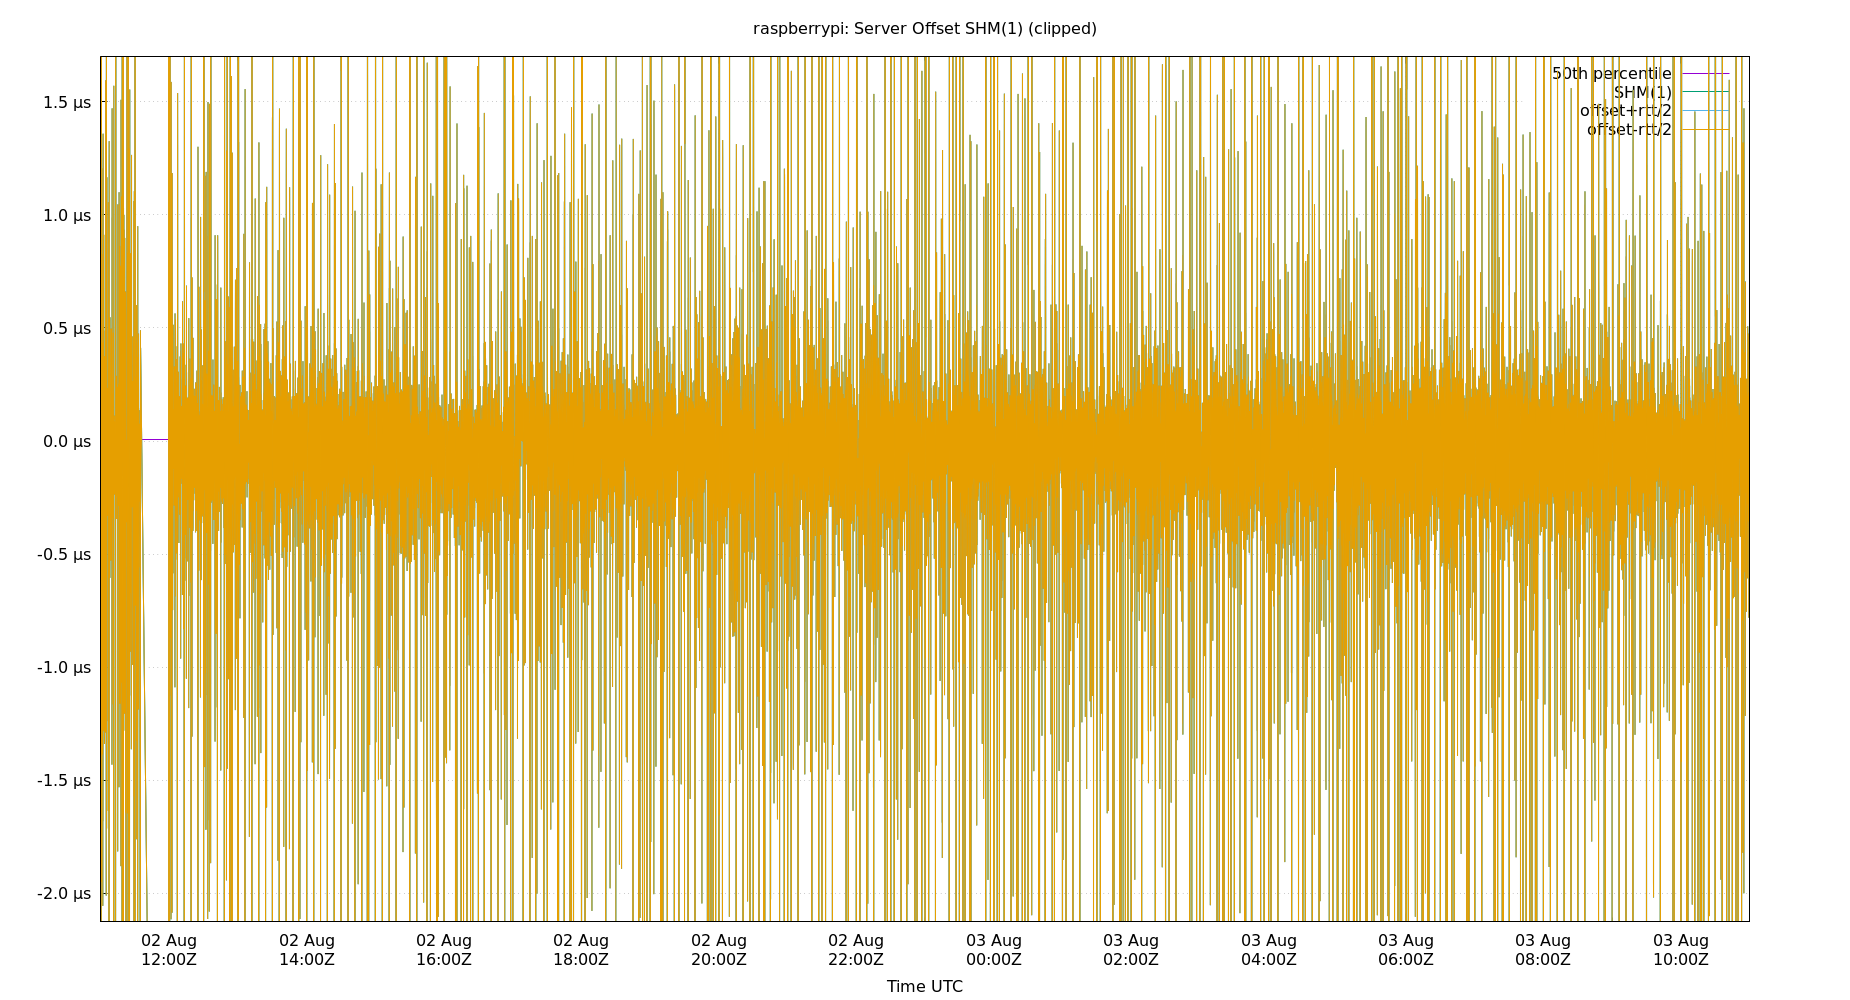 raspberrypi: Server Offset SHM(1) (clipped)
50th percentile
SHM(1)
offset+rtt/2
offset-rtt/2
1.5 µs
1.0 µs
0.5 µs
0.0 µs
-0.5 µs
-1.0 µs
-1.5 µs
-2.0 µs
02 Aug 02 Aug 02 Aug 02 Aug 02 Aug 02 Aug 03 Aug 03 Aug 03 Aug 03 Aug 03 Aug 03 Aug
12:00Z 14:00Z 16:00Z 18:00Z 20:00Z 22:00Z 00:00Z 02:00Z 04:00Z 06:00Z 08:00Z 10:00Z
Time UTC